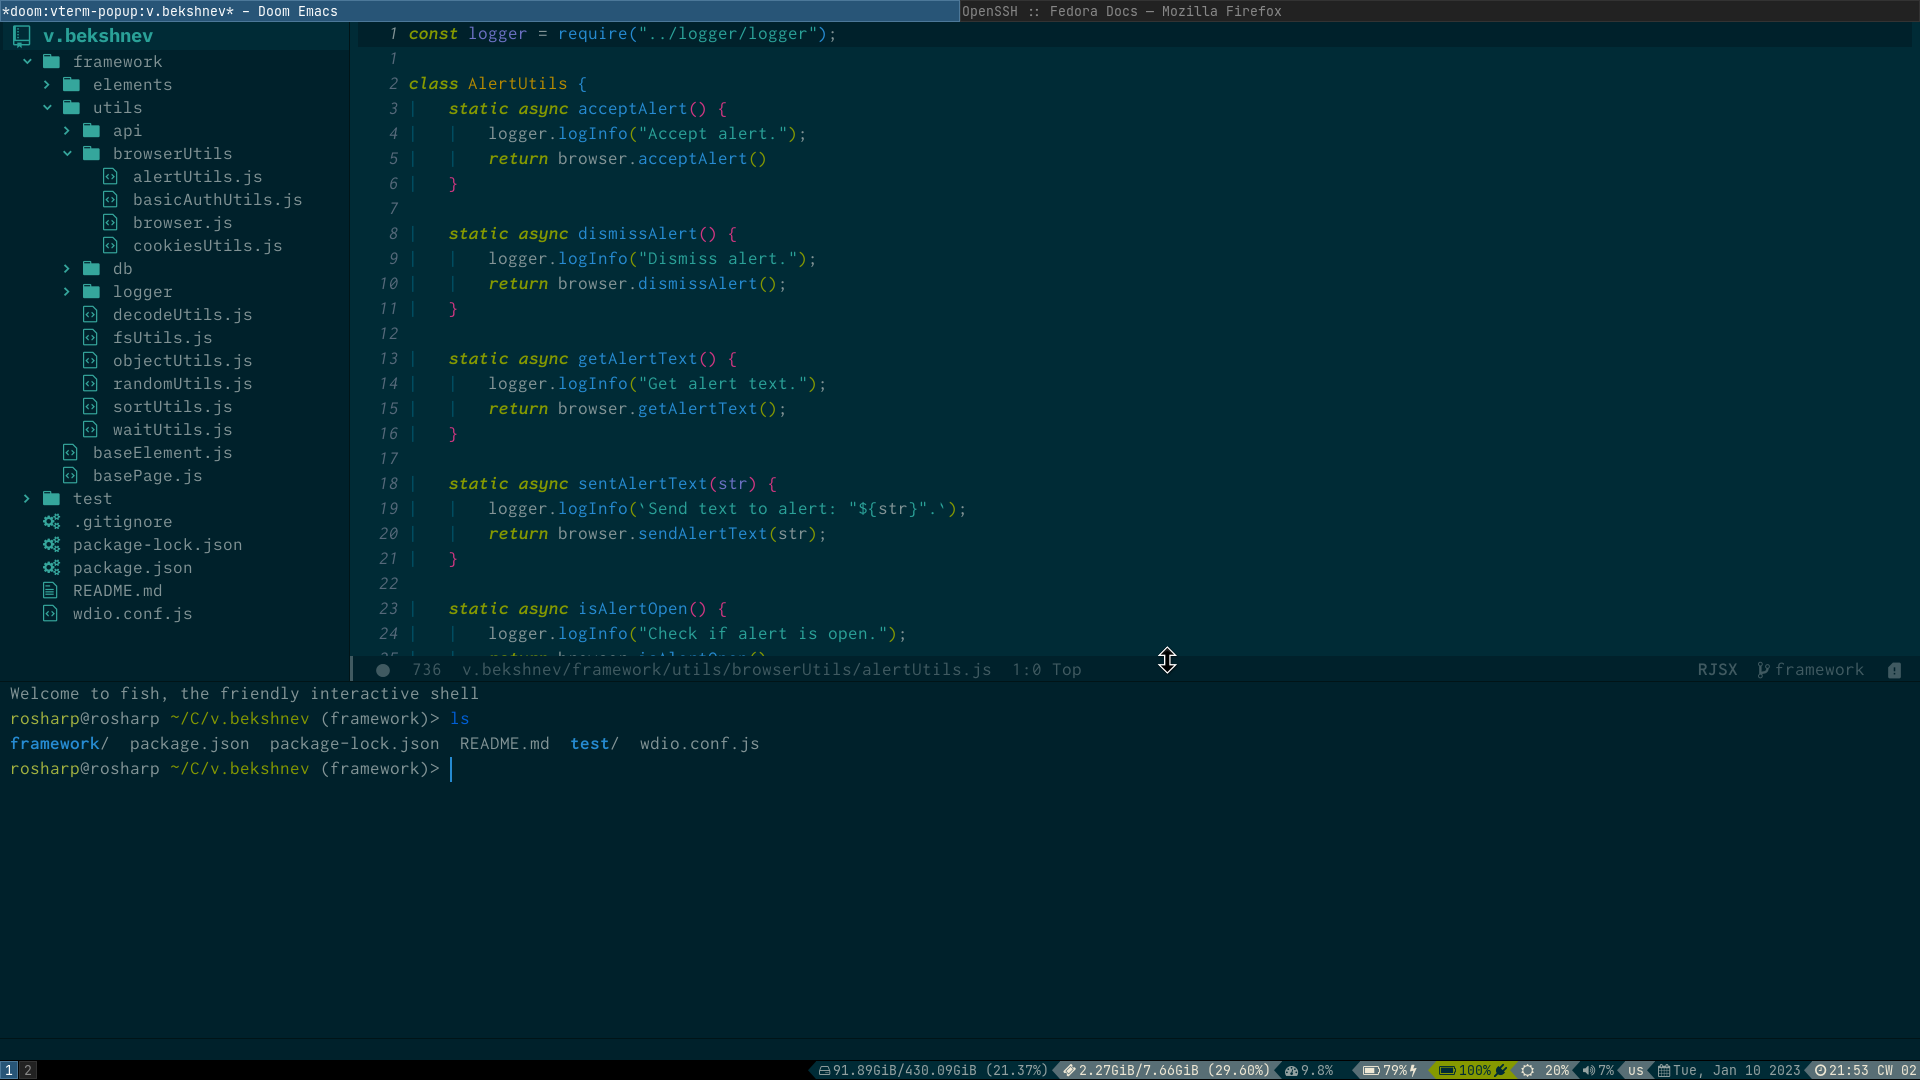 *doom:vterm-popup:v.bekshnev* – Doom Emacs
OpenSSH :: Fedora Docs — Mozilla Firefox
v.bekshnev
framework
elements
utils
api
browserUtils
alertUtils.js
basicAuthUtils.js
browser.js
cookiesUtils.js
db
logger
decodeUtils.js
fsUtils.js
objectUtils.js
randomUtils.js
sortUtils.js
waitUtils.js
baseElement.js
basePage.js
test
.gitignore
package-lock.json
package.json
README.md
wdio.conf.js
1 const logger = require("../logger/logger");
1
2 class AlertUtils {
3 static async acceptAlert() {
4 logger.logInfo("Accept alert.");
5 return browser.acceptAlert()
6 }
7
8 static async dismissAlert() {
9 logger.logInfo("Dismiss alert.");
10 return browser.dismissAlert();
11 }
12
13 static async getAlertText() {
14 logger.logInfo("Get alert text.");
15 return browser.getAlertText();
16 }
17
18 static async sentAlertText(str) {
19 logger.logInfo(`Send text to alert: "${str}".`);
20 return browser.sendAlertText(str);
21 }
22
23 static async isAlertOpen() {
24 logger.logInfo("Check if alert is open.");
25 return browser.isAlertOpen()
736 v.bekshnev/framework/utils/browserUtils/alertUtils.js 1:0 Top RJSX framework
Welcome to fish, the friendly interactive shell
rosharp@rosharp ~/C/v.bekshnev (framework)> ls
framework/ package.json package-lock.json README.md test/ wdio.conf.js
rosharp@rosharp ~/C/v.bekshnev (framework)>
1 2 91.89GiB/430.09GiB (21.37%) 2.27GiB/7.66GiB (29.60%) 9.8% 79% 100% 20% 7% us Tue, Jan 10 2023 21:53 CW 02